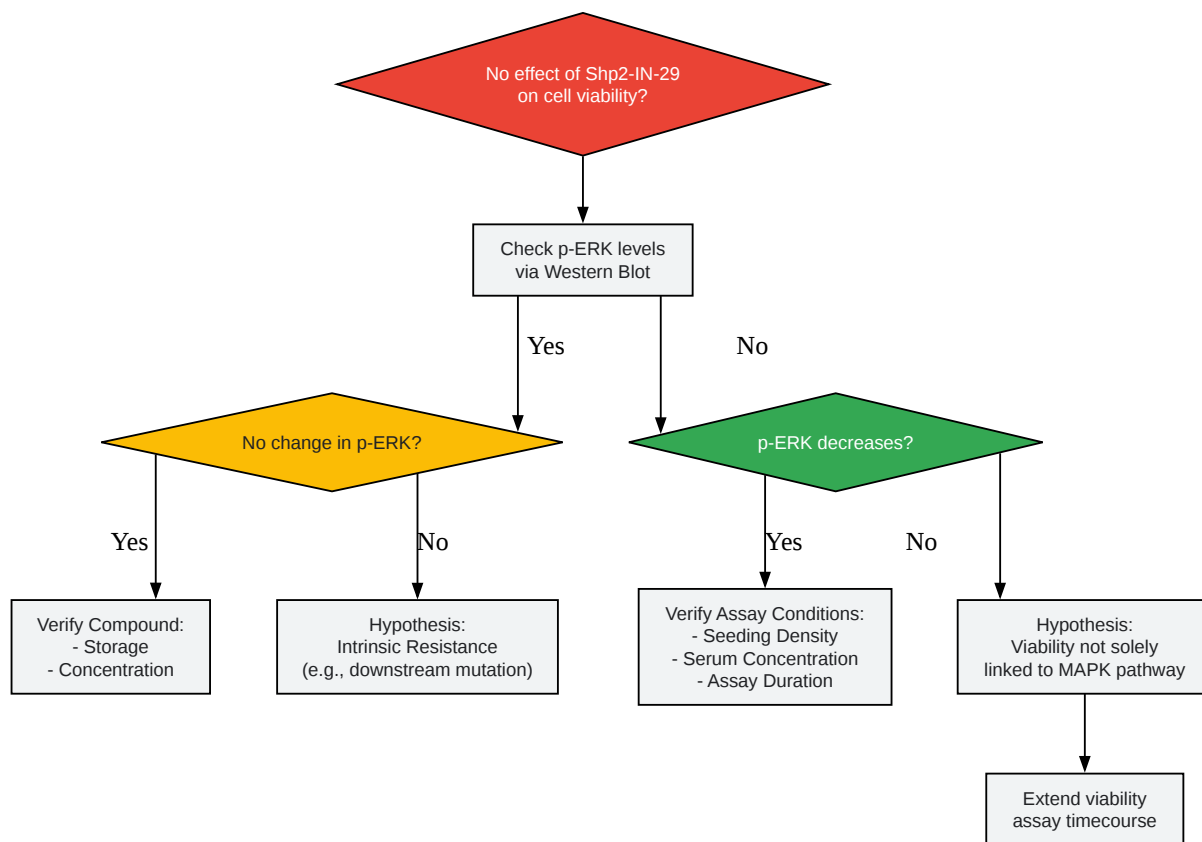 No effect of Shp2-IN-29
on cell viability?
Check p-ERK levels
via Western Blot
Yes
No
No change in p-ERK?
p-ERK decreases?
Yes
No
Yes
No
Verify Compound:
- Storage
- Concentration
Hypothesis:
Intrinsic Resistance
(e.g., downstream mutation)
Verify Assay Conditions:
- Seeding Density
- Serum Concentration
- Assay Duration
Hypothesis:
Viability not solely
linked to MAPK pathway
Extend viability
assay timecourse